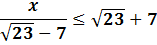 x/(√23 − 7) ≤ √23 + 7